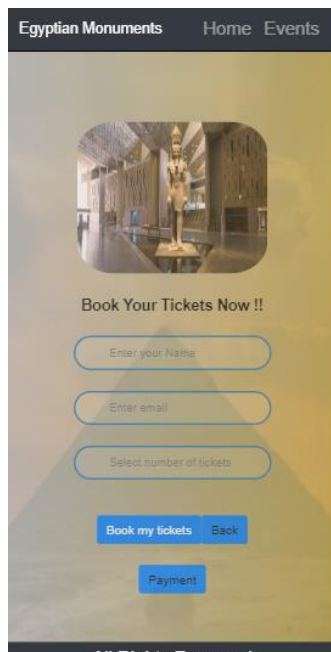 Egyptian Monuments Home Events
Book Your Tickets Now !!
Enter your Name
Enter email
Select number of tickets
Book my tickets Back
Payment